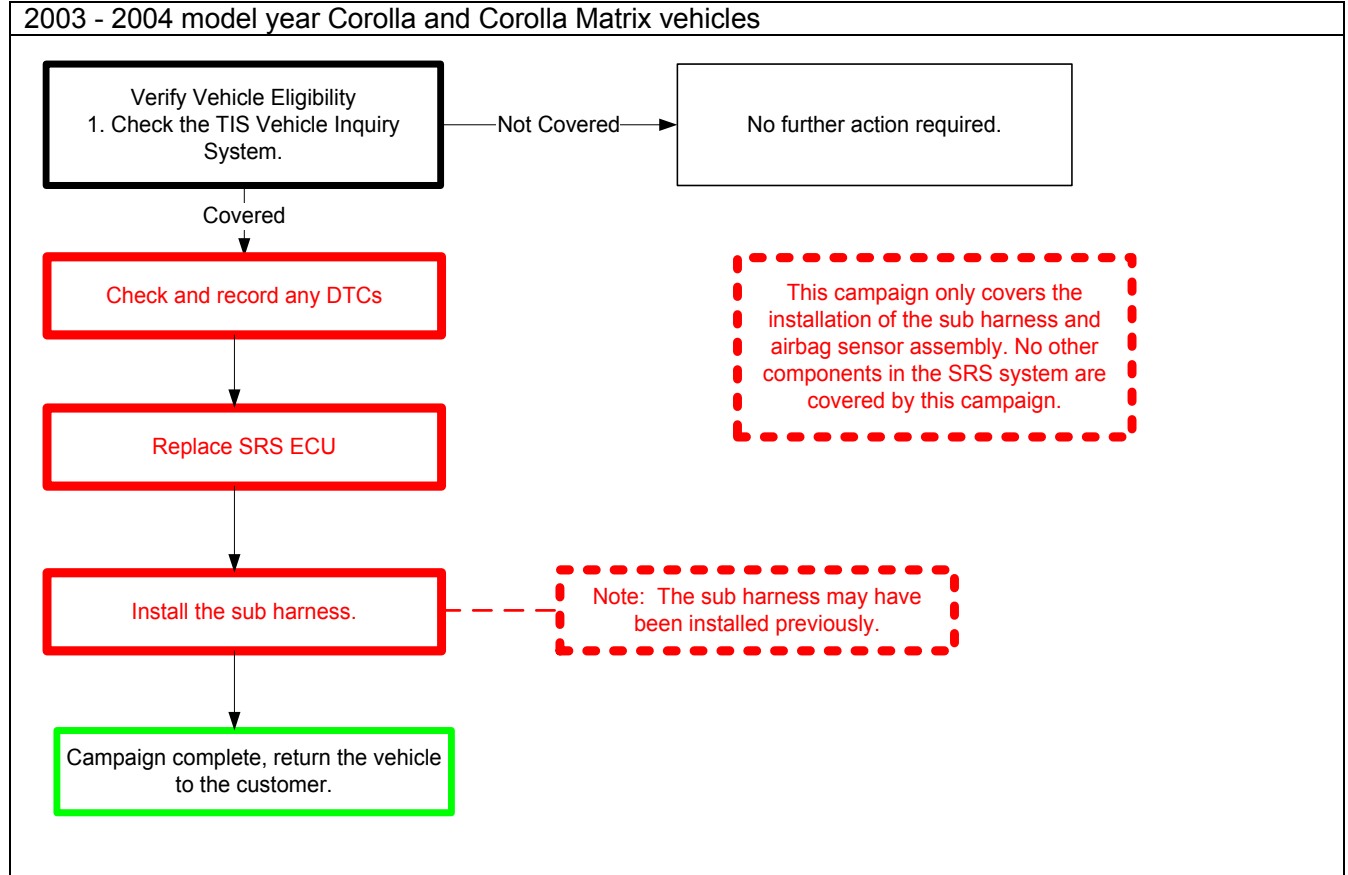 2003 - 2004 model year Corolla and Corolla Matrix vehicles
Verify Vehicle Eligibility
1. Check the TIS Vehicle Inquiry
System.
Not Covered
No further action required.
Covered
Check and record any DTCs
This campaign only covers the
installation of the sub harness and
airbag sensor assembly. No other
components in the SRS system are
covered by this campaign.
Replace SRS ECU
Install the sub harness.
Note:  The sub harness may have
been installed previously.
Campaign complete, return the vehicle
to the customer.